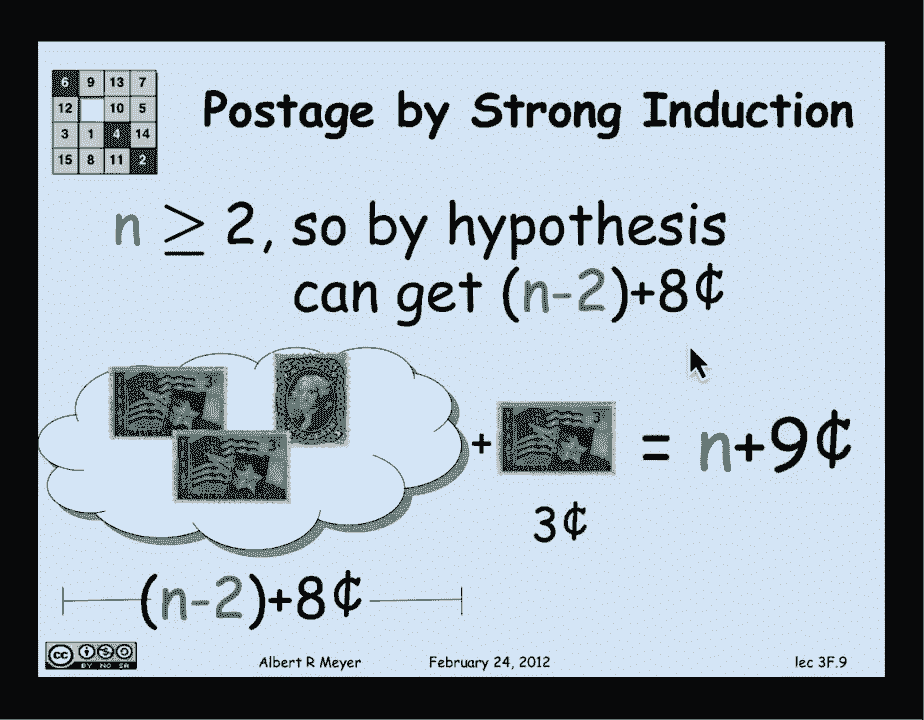 6 9 13 7
12 10 5
3 1 4 14
15 8 11 2
Postage by Strong Induction
n ≥ 2, so by hypothesis
can get (n-2)+8¢
3¢
3¢
+
3¢
= n+9¢
3¢
(n-2)+8¢
cc
BY NC SA
Albert R Meyer
February 24, 2012
lec 3F.9